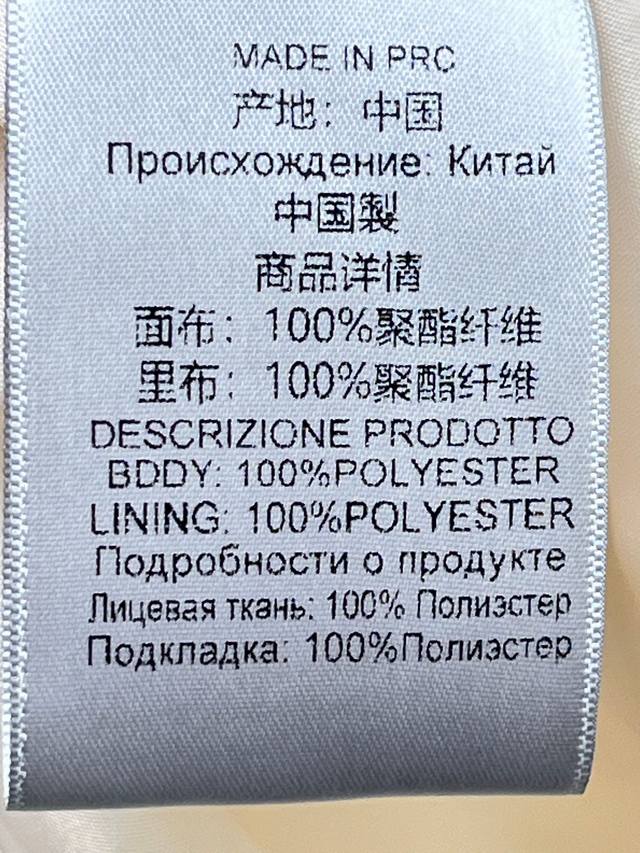 MADE IN PRC
产地：中国
Происхождение: Китай
中国製
商品详情
面布：100%聚酯纤维
里布：100%聚酯纤维
DESCRIZIONE PRODOTTO
BDDY: 100%POLYESTER
LINING: 100%POLYESTER
Подробности о продукте
Лицевая ткань: 100% Полиэстер
Подкладка: 100%Полиэстер